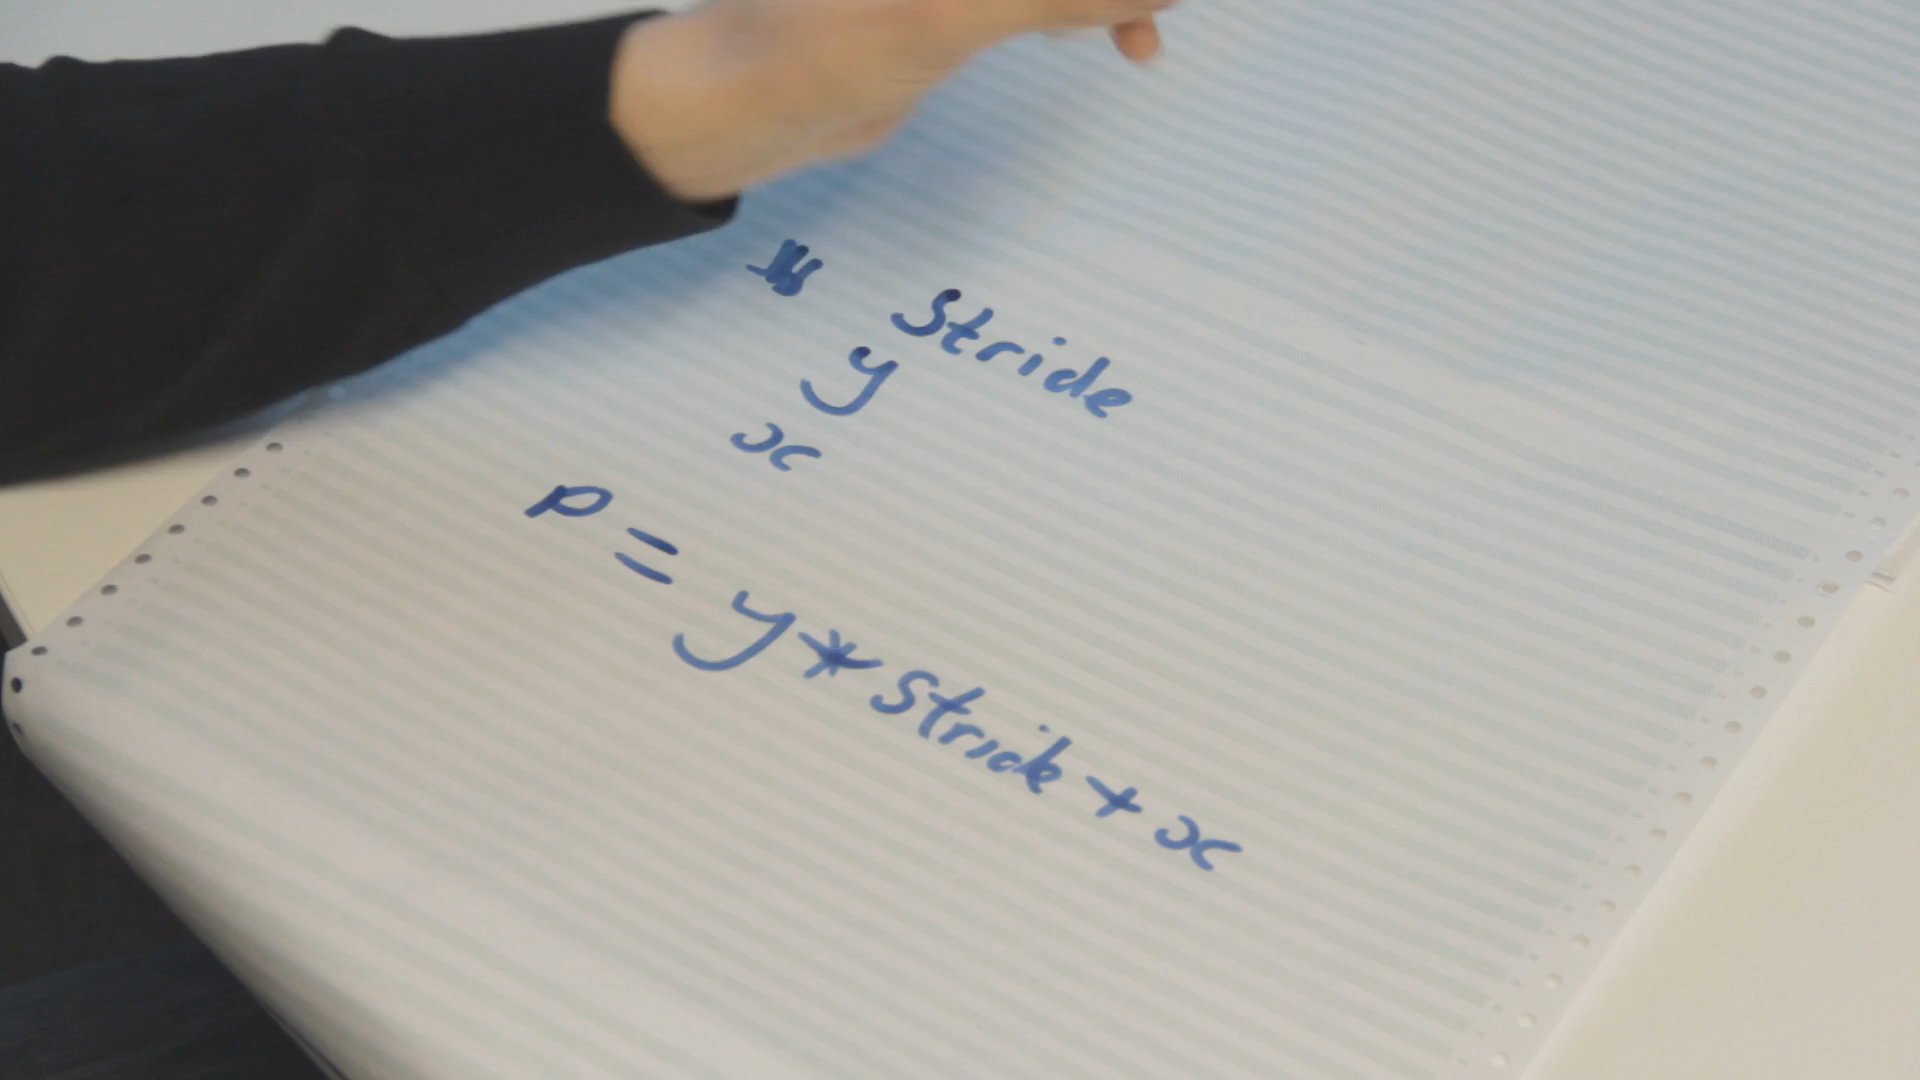 Stride
y
x
p = y * Stride + x